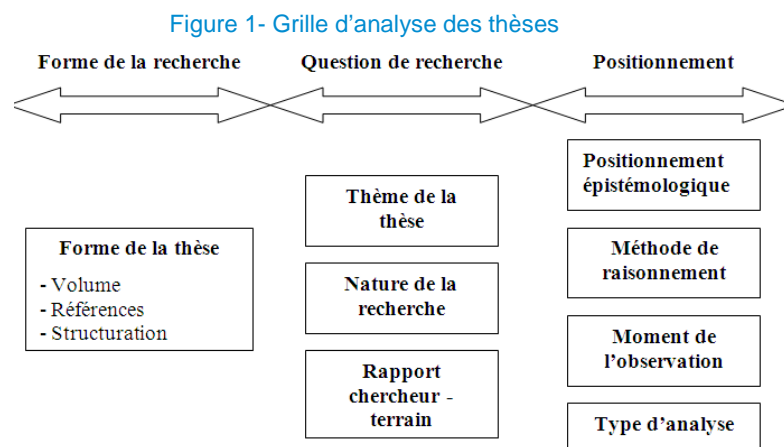 Figure 1- Grille d'analyse des thèses
Forme de la recherche
Question de recherche
Positionnement
Forme de la thèse
- Volume
- Références
- Structuration
Thème de la
thèse
Nature de la
recherche
Rapport
chercheur -
terrain
Positionnement
épistémologique
Méthode de
raisonnement
Moment de
l'observation
Type d'analyse